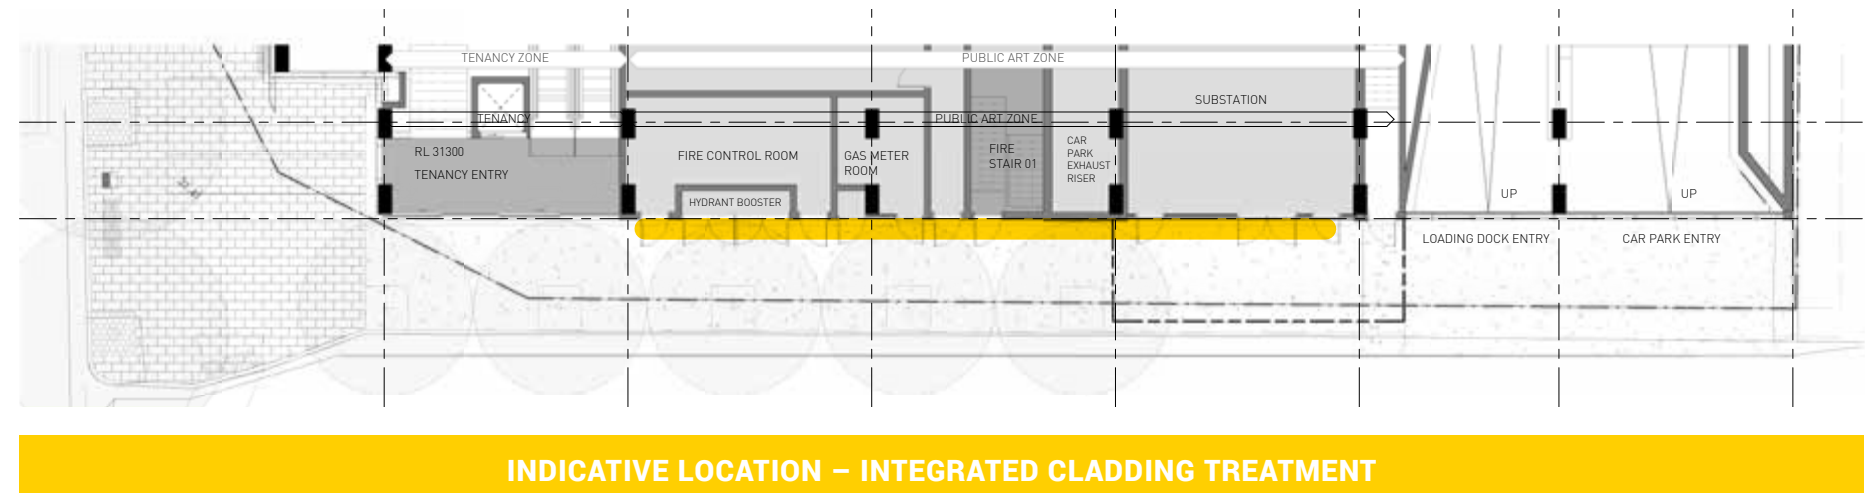 TENANCY ZONE
PUBLIC ART ZONE
SUBSTATION
TENANCY
PUBLIC ART ZONE
RL 31300
TENANCY ENTRY
FIRE CONTROL ROOM
GAS METER
ROOM
FIRE
STAIR 01
CAR
PARK
EXHAUST
RISER
HYDRANT BOOSTER
UP
UP
LOADING DOCK ENTRY
CAR PARK ENTRY
INDICATIVE LOCATION – INTEGRATED CLADDING TREATMENT